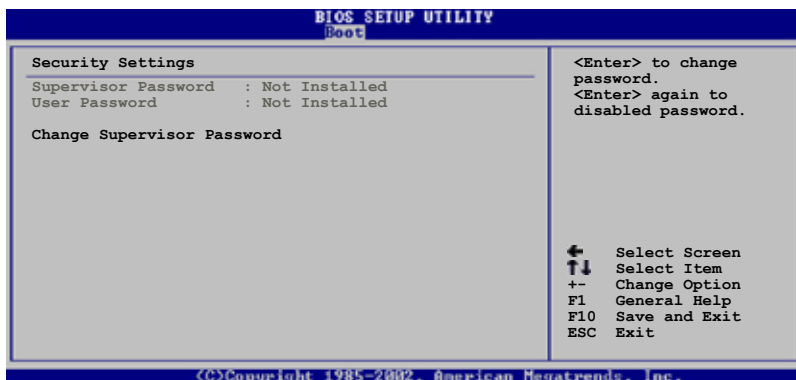 BIOS SETUP UTILITY
Boot
Security Settings
Supervisor Password : Not Installed
User Password : Not Installed
Change Supervisor Password
<Enter> to change
password.
<Enter> again to
disabled password.
← Select Screen
↑↓ Select Item
+- Change Option
F1 General Help
F10 Save and Exit
ESC Exit
(C)Copyright 1985-2002, American Megatrends, Inc.